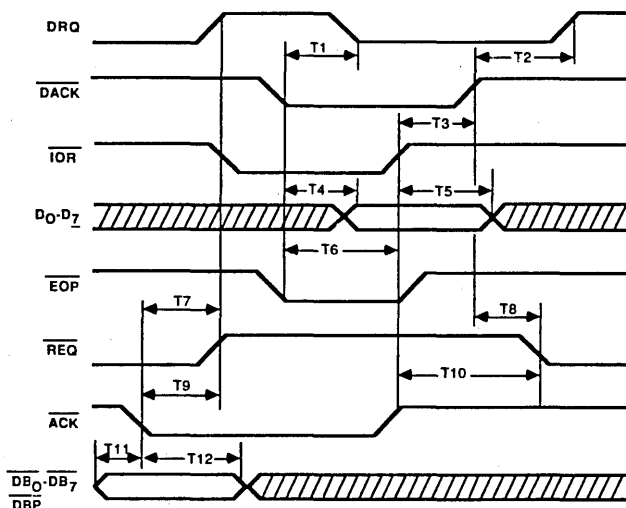 DRQ
T1
T2
DACK
T3
IOR
T4
T5
D0-D7
T6
EOP
T7
T8
REQ
T9
T10
ACK
T11
T12
DB0-DB7
DBP